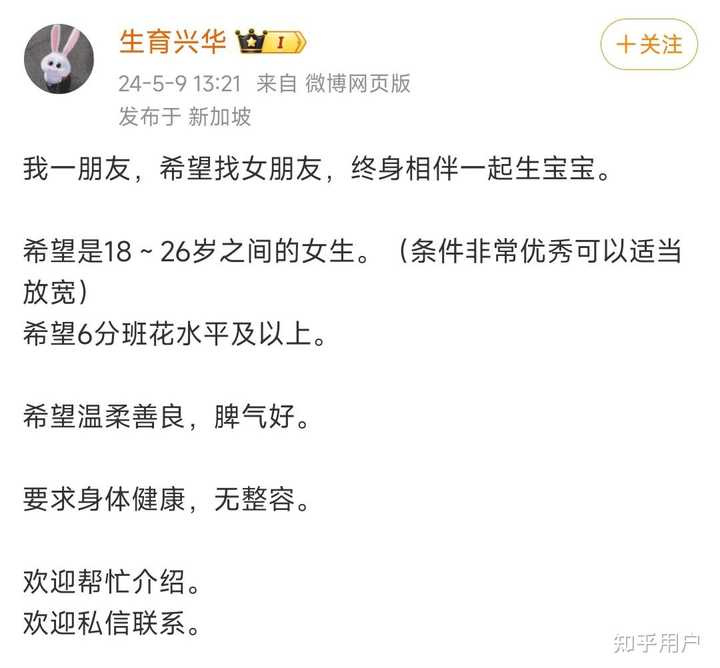 生育兴华 I
+关注
24-5-9 13:21 来自 微博网页版
发布于 新加坡
我一朋友，希望找女朋友，终身相伴一起生宝宝。
希望是18～26岁之间的女生。（条件非常优秀可以适当
放宽）
希望6分班花水平及以上。
希望温柔善良，脾气好。
要求身体健康，无整容。
欢迎帮忙介绍。
欢迎私信联系。
知乎用户